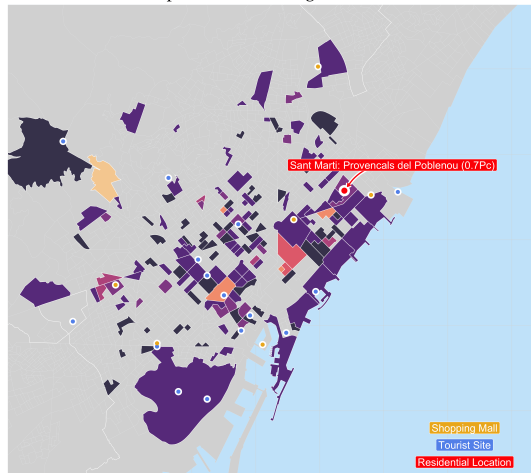 Sant Marti: Provencals del Poblenou (0.7Pc)
Shopping Mall
Tourist Site
Residential Location